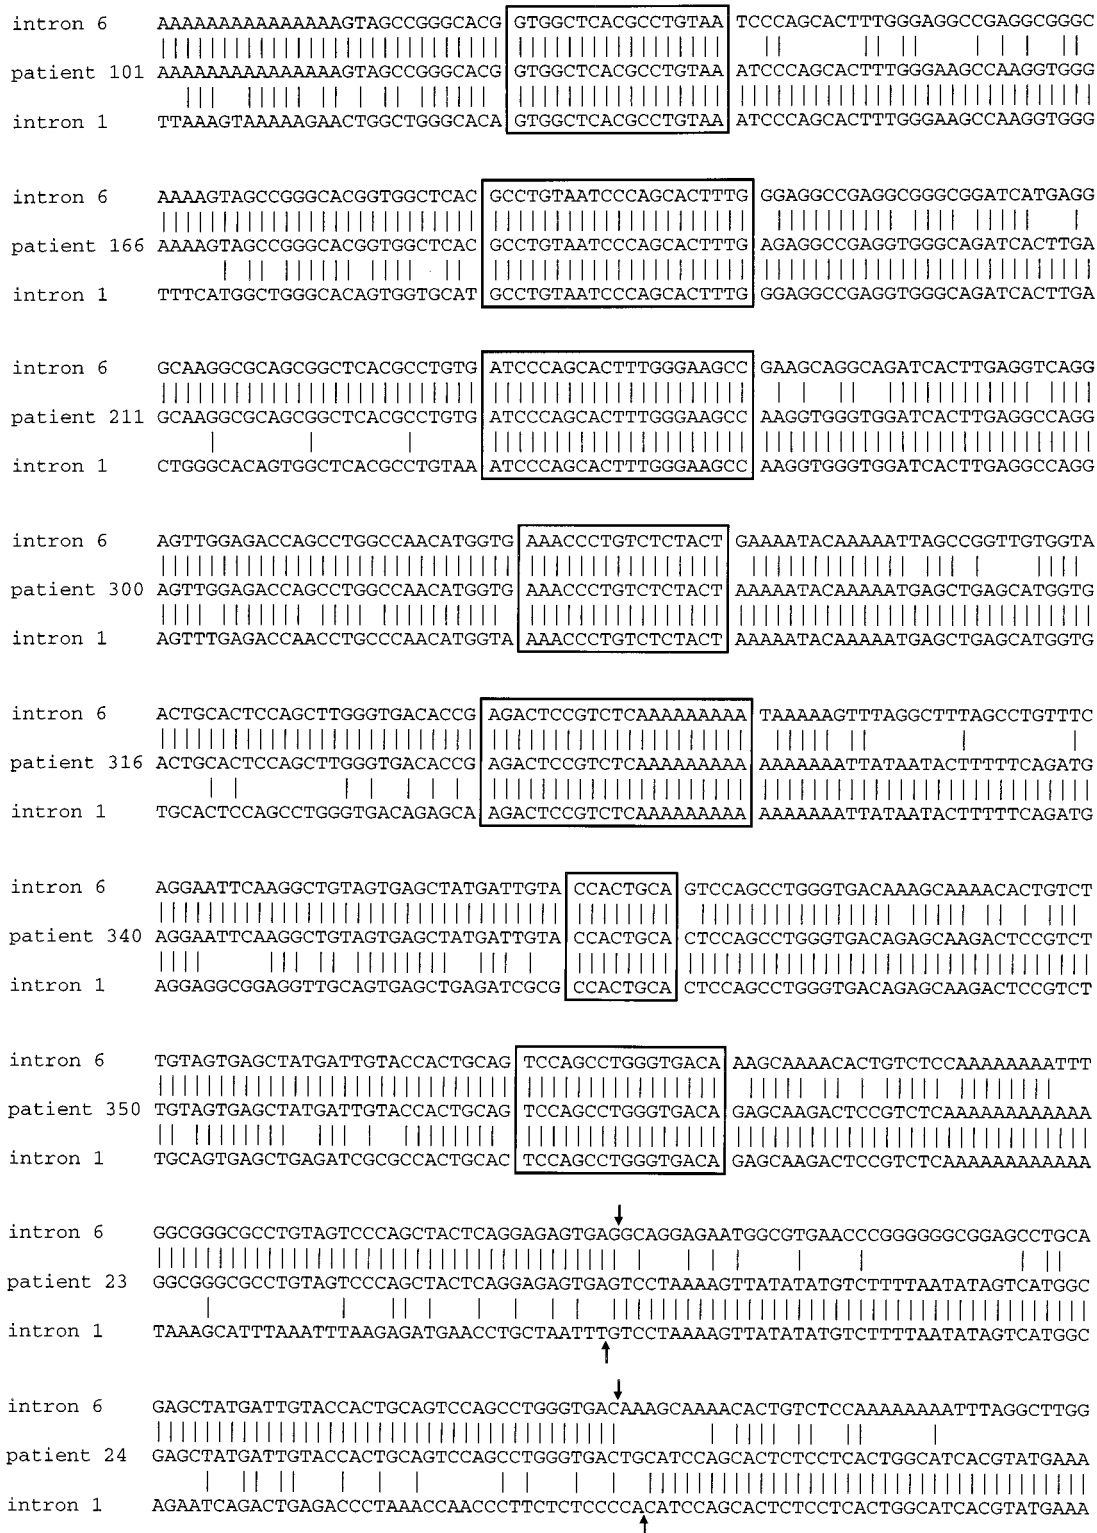 intron 6 AAAAAAAAAAAAAAAGTAGCCGGGCACG GTGGCTCACGCCTGTAA TCCCAGCACTTTGGGAGGCCGAGGCGGGC
patient 101 AAAAAAAAAAAAAAAGTAGCCGGGCACG GTGGCTCACGCCTGTAA ATCCCAGCACTTTGGGAAGCCAAGGTGGG
intron 1 TTAAAGTAAAAAGAACTGGCTGGGCACA GTGGCTCACGCCTGTAA ATCCCAGCACTTTGGGAAGCCAAGGTGGG
intron 6 AAAAGTAGCCGGGCACGGTGGCTCAC GCCTGTAATCCCAGCACTTTG GGAGGCCGAGGCGGGCGGATCATGAGG
patient 166 AAAAGTAGCCGGGCACGGTGGCTCAC GCCTGTAATCCCAGCACTTTG AGAGGCCGAGGTGGGCAGATCACTTGA
intron 1 TTTCATGGCTGGGCACAGTGGTGCAT GCCTGTAATCCCAGCACTTTG GGAGGCCGAGGTGGGCAGATCACTTGA
intron 6 GCAAGGCGCAGCGGCTCACGCCTGTG ATCCCAGCACTTTGGGAAGCC GAAGCAGGCAGATCACTTGAGGTCAGG
patient 211 GCAAGGCGCAGCGGCTCACGCCTGTG ATCCCAGCACTTTGGGAAGCC AAGGTGGGTGGATCACTTGAGGCCAGG
intron 1 CTGGGCACAGTGGCTCACGCCTGTAA ATCCCAGCACTTTGGGAAGCC AAGGTGGGTGGATCACTTGAGGCCAGG
intron 6 AGTTGGAGACCAGCCTGGCCAACATGGTG AAACCCTGTCTCTACT GAAAATACAAAAATTAGCCGGTTGTGGTA
patient 300 AGTTGGAGACCAGCCTGGCCAACATGGTG AAACCCTGTCTCTACT AAAAATACAAAAATGAGCTGAGCATGGTG
intron 1 AGTTTGAGACCAACCTGCCCAACATGGTA AAACCCTGTCTCTACT AAAAATACAAAAATGAGCTGAGCATGGTG
intron 6 ACTGCACTCCAGCTTGGGTGACACCG AGACTCCGTCTCAAAAAAAAA TAAAAAGTTTAGGCTTTAGCCTGTTTC
patient 316 ACTGCACTCCAGCTTGGGTGACACCG AGACTCCGTCTCAAAAAAAAA AAAAAAATTATAATACTTTTTCAGATG
intron 1 TGCACTCCAGCCTGGGTGACAGAGCA AGACTCCGTCTCAAAAAAAAA AAAAAAATTATAATACTTTTTCAGATG
intron 6 AGGAATTCAAGGCTGTAGTGAGCTATGATTGTA CCACTGCA GTCCAGCCTGGGTGACAAAGCAAAACACTGTCT
patient 340 AGGAATTCAAGGCTGTAGTGAGCTATGATTGTA CCACTGCA CTCCAGCCTGGGTGACAGAGCAAGACTCCGTCT
intron 1 AGGAGGCGGAGGTTGCAGTGAGCTGAGATCGCG CCACTGCA CTCCAGCCTGGGTGACAGAGCAAGACTCCGTCT
intron 6 TGTAGTGAGCTATGATTGTACCACTGCAG TCCAGCCTGGGTGACA AAGCAAAACACTGTCTCCAAAAAAAATTT
patient 350 TGTAGTGAGCTATGATTGTACCACTGCAG TCCAGCCTGGGTGACA GAGCAAGACTCCGTCTCAAAAAAAAAAAA
intron 1 TGCAGTGAGCTGAGATCGCGCCACTGCAC TCCAGCCTGGGTGACA GAGCAAGACTCCGTCTCAAAAAAAAAAAA
intron 6 GGCGGGCGCCTGTAGTCCCAGCTACTCAGGAGAGTGAGGCAGGAGAATGGCGTGAACCCGGGGGGCGGAGCCTGCA
patient 23 GGCGGGCGCCTGTAGTCCCAGCTACTCAGGAGAGTGAGTCCTAAAAGTTATATATGTCTTTTAATATAGTCATGGC
intron 1 TAAAGCATTTAAATTTAAGAGATGAACCTGCTAATTTGTCCTAAAAGTTATATATGTCTTTTAATATAGTCATGGC
intron 6 GAGCTATGATTGTACCACTGCAGTCCAGCCTGGGTGACAAAGCAAAACACTGTCTCCAAAAAAAATTTAGGCTTGG
patient 24 GAGCTATGATTGTACCACTGCAGTCCAGCCTGGGTGACTGCATCCAGCACTCTCCTCACTGGCATCACGTATGAAA
intron 1 AGAATCAGACTGAGACCCTAAACCAACCCTTCTCTCCCCACATCCAGCACTCTCCTCACTGGCATCACGTATGAAA